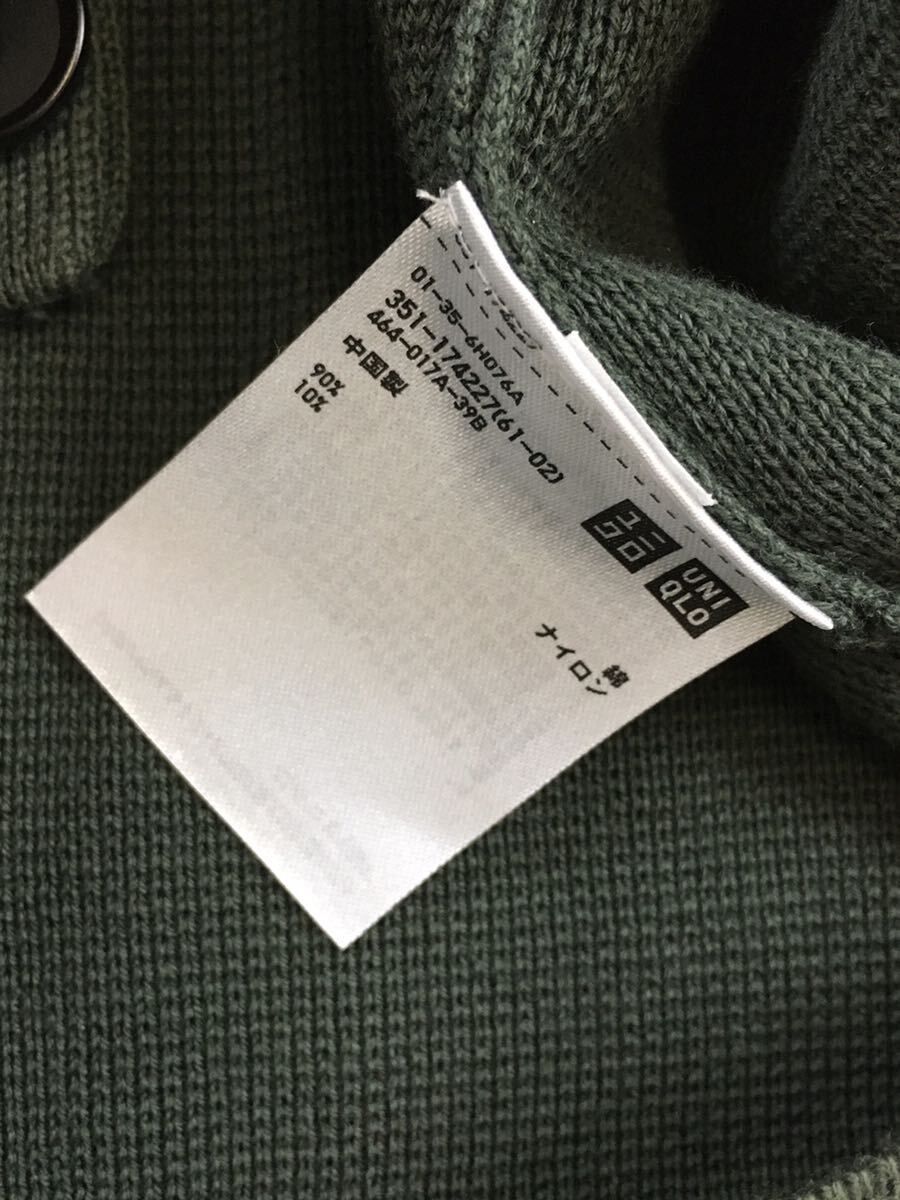 ユニ
クロ
UNI
QLO
綿 90%
ナイロン 10%
中国製
464-017A-39B
351-174227(61-02)
01-35-6H076A